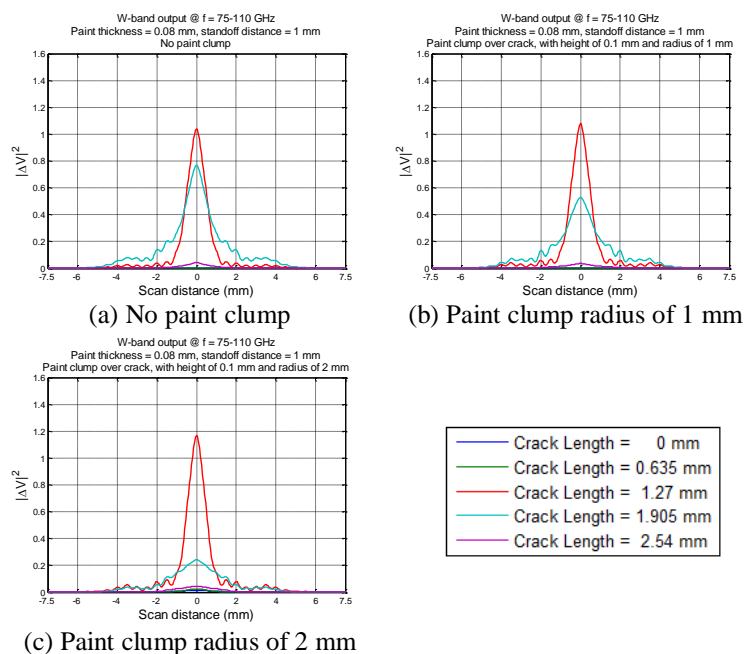 W-band output @ f = 75-110 GHz
Paint thickness = 0.08 mm, standoff distance = 1 mm
No paint clump
1.6
1.4
1.2
1
0.8
0.6
0.4
0.2
0
|ΔV|²
-7.5 -6 -4 -2 0 2 4 6 7.5
Scan distance (mm)
(a) No paint clump
W-band output @ f = 75-110 GHz
Paint thickness = 0.08 mm, standoff distance = 1 mm
Paint clump over crack, with height of 0.1 mm and radius of 1 mm
1.6
1.4
1.2
1
0.8
0.6
0.4
0.2
0
|ΔV|²
-7.5 -6 -4 -2 0 2 4 6 7.5
Scan distance (mm)
(b) Paint clump radius of 1 mm
W-band output @ f = 75-110 GHz
Paint thickness = 0.08 mm, standoff distance = 1 mm
Paint clump over crack, with height of 0.1 mm and radius of 2 mm
1.6
1.4
1.2
1
0.8
0.6
0.4
0.2
0
|ΔV|²
-7.5 -6 -4 -2 0 2 4 6 7.5
Scan distance (mm)
(c) Paint clump radius of 2 mm
Crack Length = 0 mm
Crack Length = 0.635 mm
Crack Length = 1.27 mm
Crack Length = 1.905 mm
Crack Length = 2.54 mm